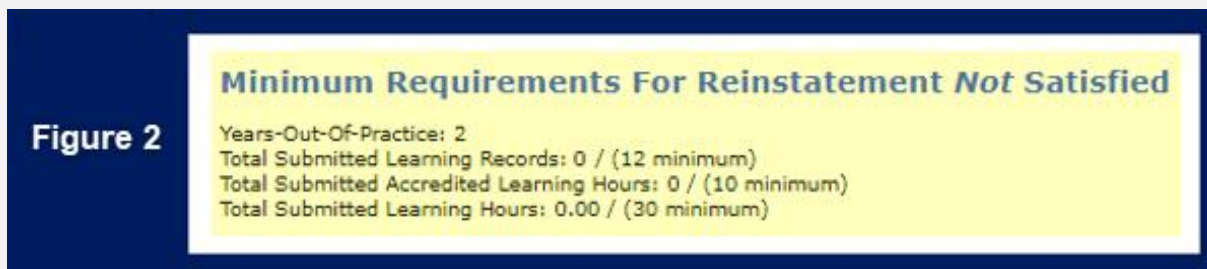 Figure 2
Minimum Requirements For Reinstatement Not Satisfied
Years-Out-Of-Practice: 2
Total Submitted Learning Records: 0 / (12 minimum)
Total Submitted Accredited Learning Hours: 0 / (10 minimum)
Total Submitted Learning Hours: 0.00 / (30 minimum)